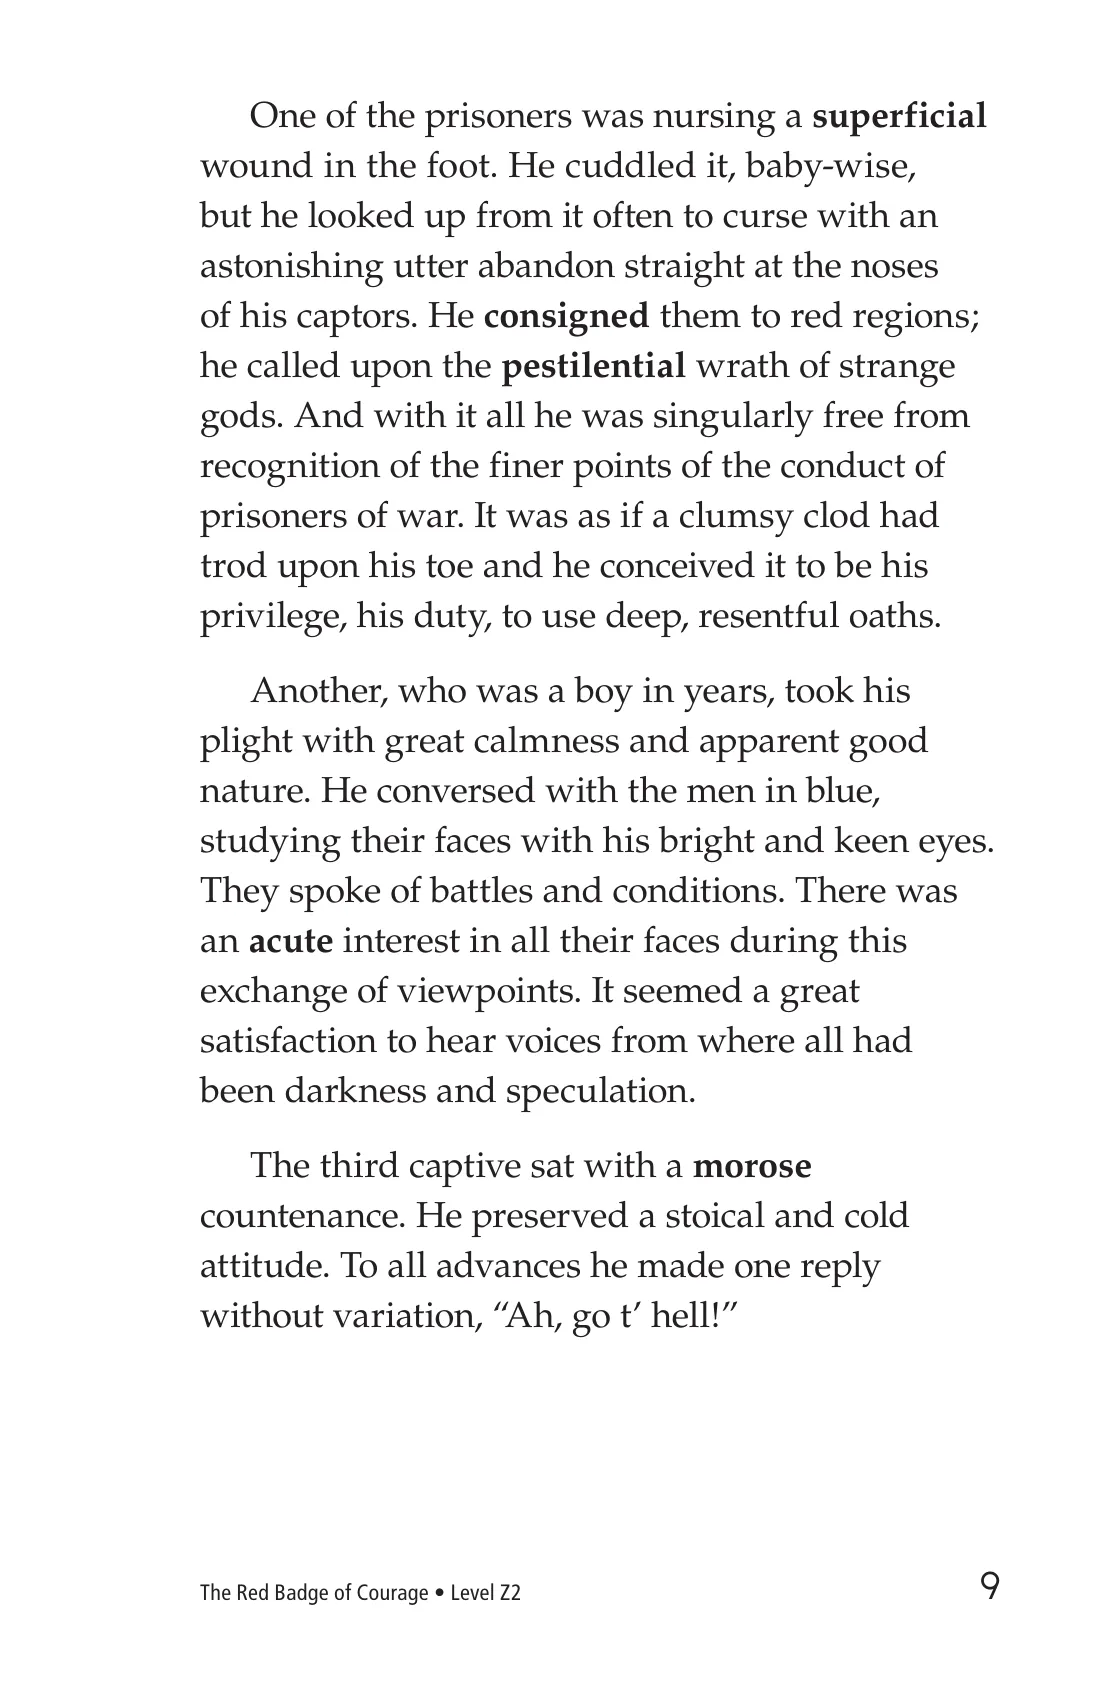 One of the prisoners was nursing a superficial
wound in the foot. He cuddled it, baby-wise,
but he looked up from it often to curse with an
astonishing utter abandon straight at the noses
of his captors. He consigned them to red regions;
he called upon the pestilential wrath of strange
gods. And with it all he was singularly free from
recognition of the finer points of the conduct of
prisoners of war. It was as if a clumsy clod had
trod upon his toe and he conceived it to be his
privilege, his duty, to use deep, resentful oaths.
Another, who was a boy in years, took his
plight with great calmness and apparent good
nature. He conversed with the men in blue,
studying their faces with his bright and keen eyes.
They spoke of battles and conditions. There was
an acute interest in all their faces during this
exchange of viewpoints. It seemed a great
satisfaction to hear voices from where all had
been darkness and speculation.
The third captive sat with a morose
countenance. He preserved a stoical and cold
attitude. To all advances he made one reply
without variation, “Ah, go t’ hell!”
The Red Badge of Courage • Level Z2
9